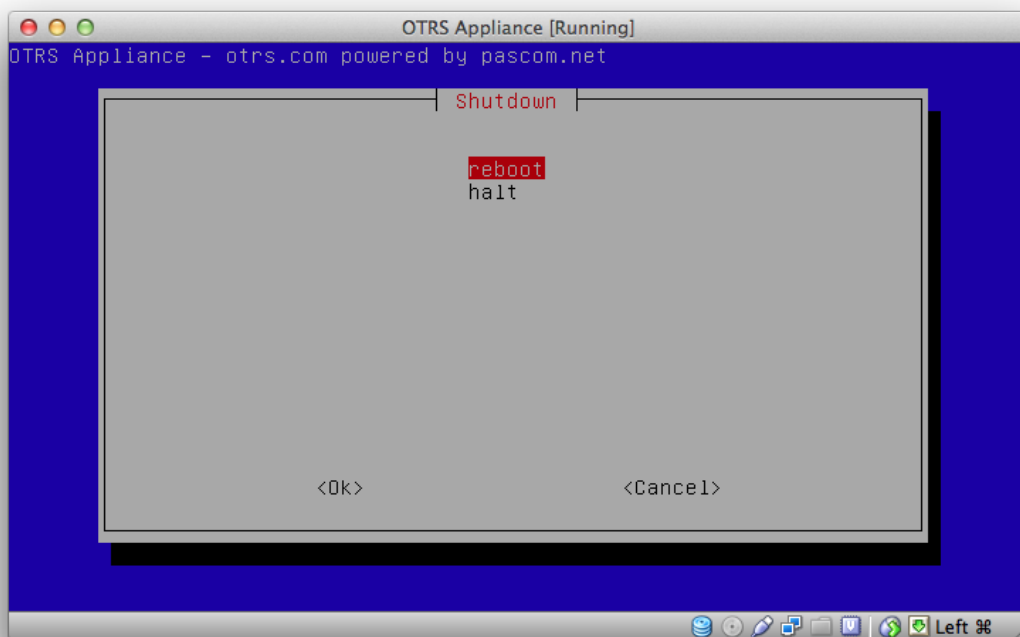 OTRS Appliance [Running]
OTRS Appliance - otrs.com powered by pascom.net
Shutdown
reboot
halt
<Ok> <Cancel>
Left ⌘